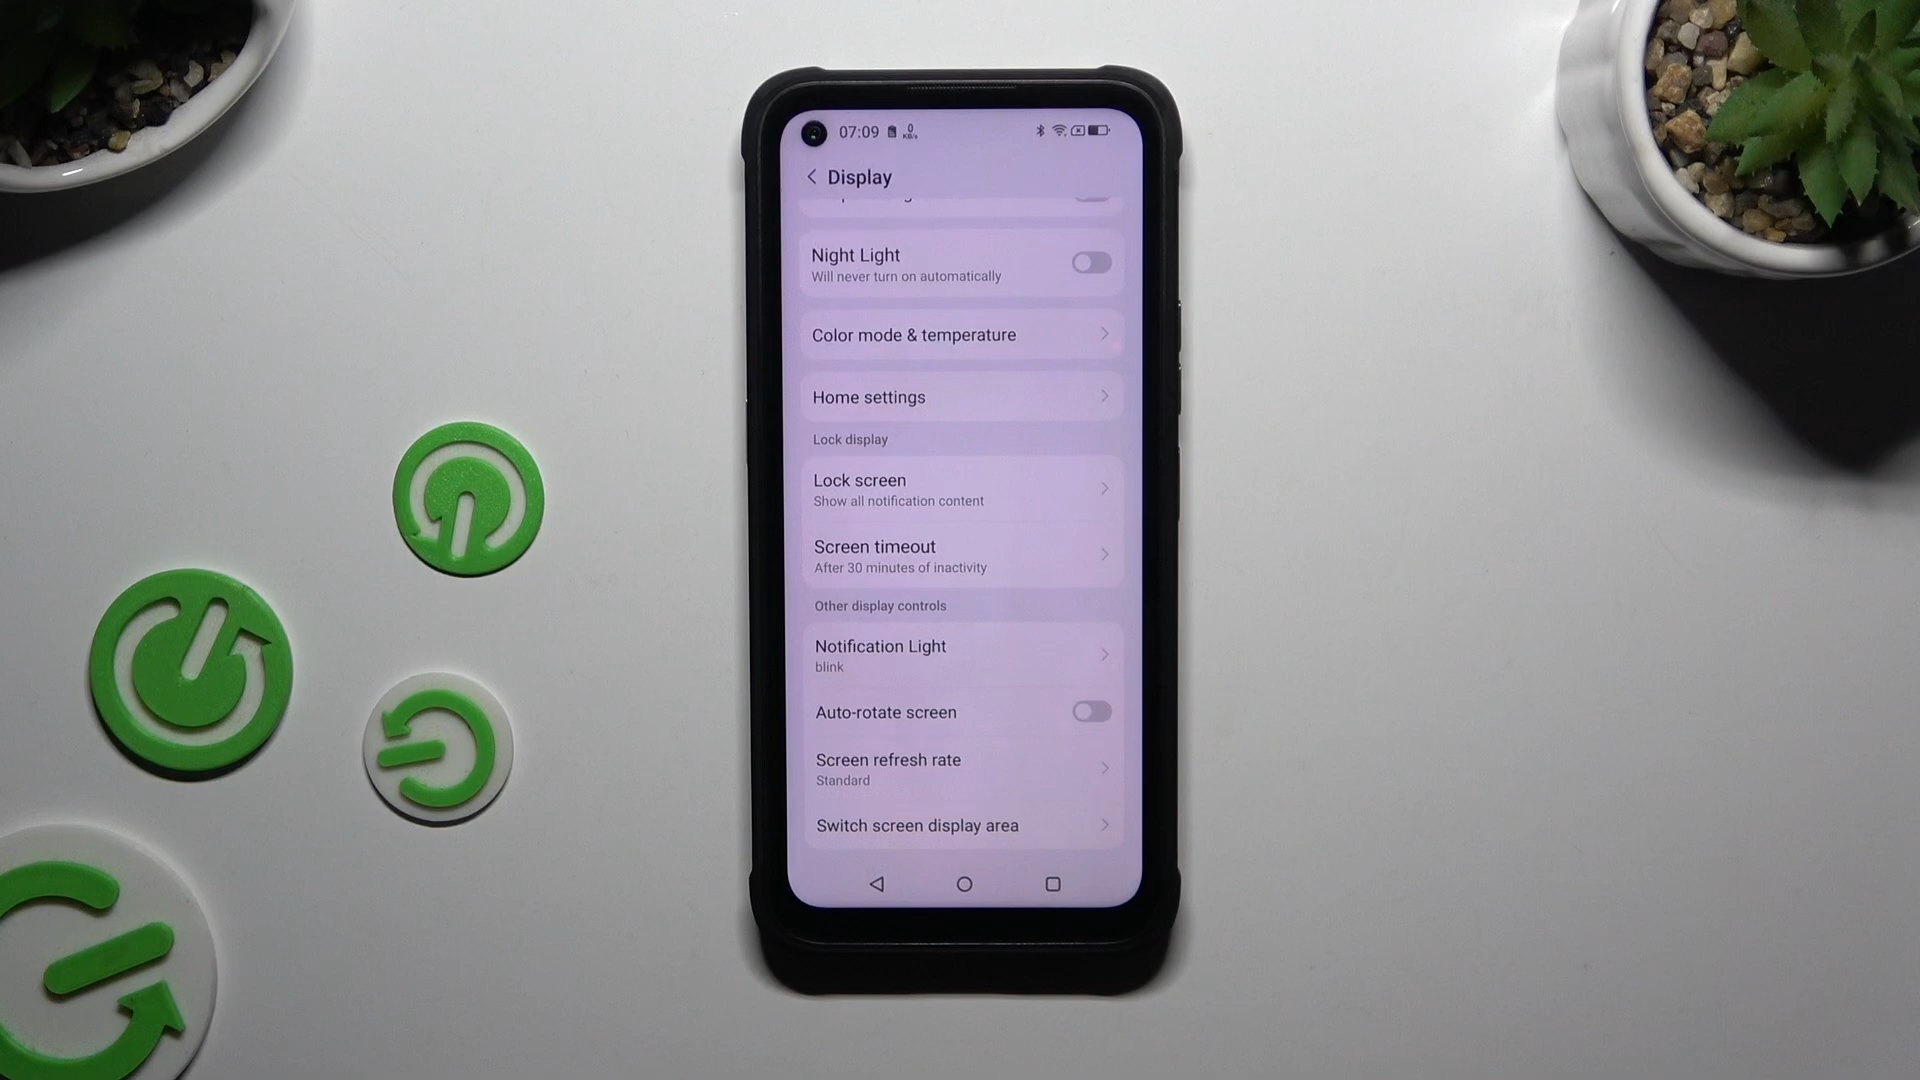 07:09
0
KB/s
Display
Night Light
Will never turn on automatically
Color mode & temperature
Home settings
Lock display
Lock screen
Show all notification content
Screen timeout
After 30 minutes of inactivity
Other display controls
Notification Light
blink
Auto-rotate screen
Screen refresh rate
Standard
Switch screen display area